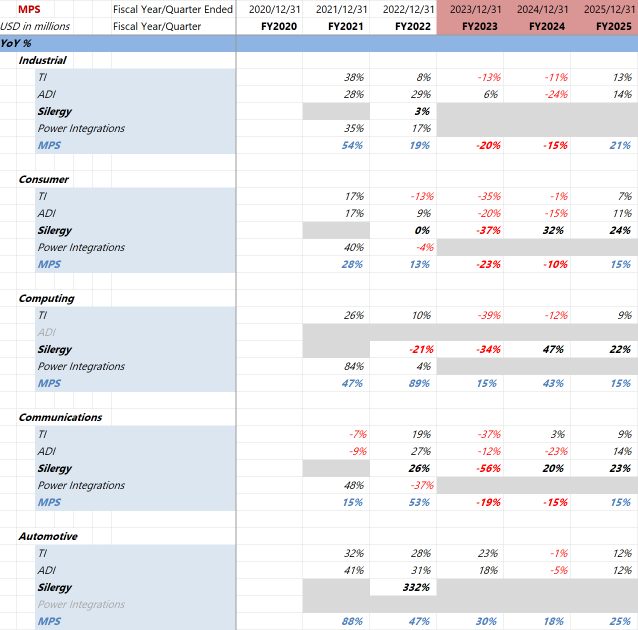 MPS Fiscal Year/Quarter Ended 2020/12/31 2021/12/31 2022/12/31 2023/12/31 2024/12/31 2025/12/31
USD in millions Fiscal Year/Quarter FY2020 FY2021 FY2022 FY2023 FY2024 FY2025
YoY %
Industrial
TI 38% 8% -13% -11% 13%
ADI 28% 29% 6% -24% 14%
Silergy 3%
Power Integrations 35% 17%
MPS 54% 19% -20% -15% 21%
Consumer
TI 17% -13% -35% -1% 7%
ADI 17% 9% -20% -15% 11%
Silergy 0% -37% 32% 24%
Power Integrations 40% -4%
MPS 28% 13% -23% -10% 15%
Computing
TI 26% 10% -39% -12% 9%
ADI
Silergy -21% -34% 47% 22%
Power Integrations 84% 4%
MPS 47% 89% 15% 43% 15%
Communications
TI -7% 19% -37% 3% 9%
ADI -9% 27% -12% -23% 14%
Silergy 26% -56% 20% 23%
Power Integrations 48% -37%
MPS 15% 53% -19% -15% 15%
Automotive
TI 32% 28% 23% -1% 12%
ADI 41% 31% 18% -5% 12%
Silergy 332%
Power Integrations
MPS 88% 47% 30% 18% 25%